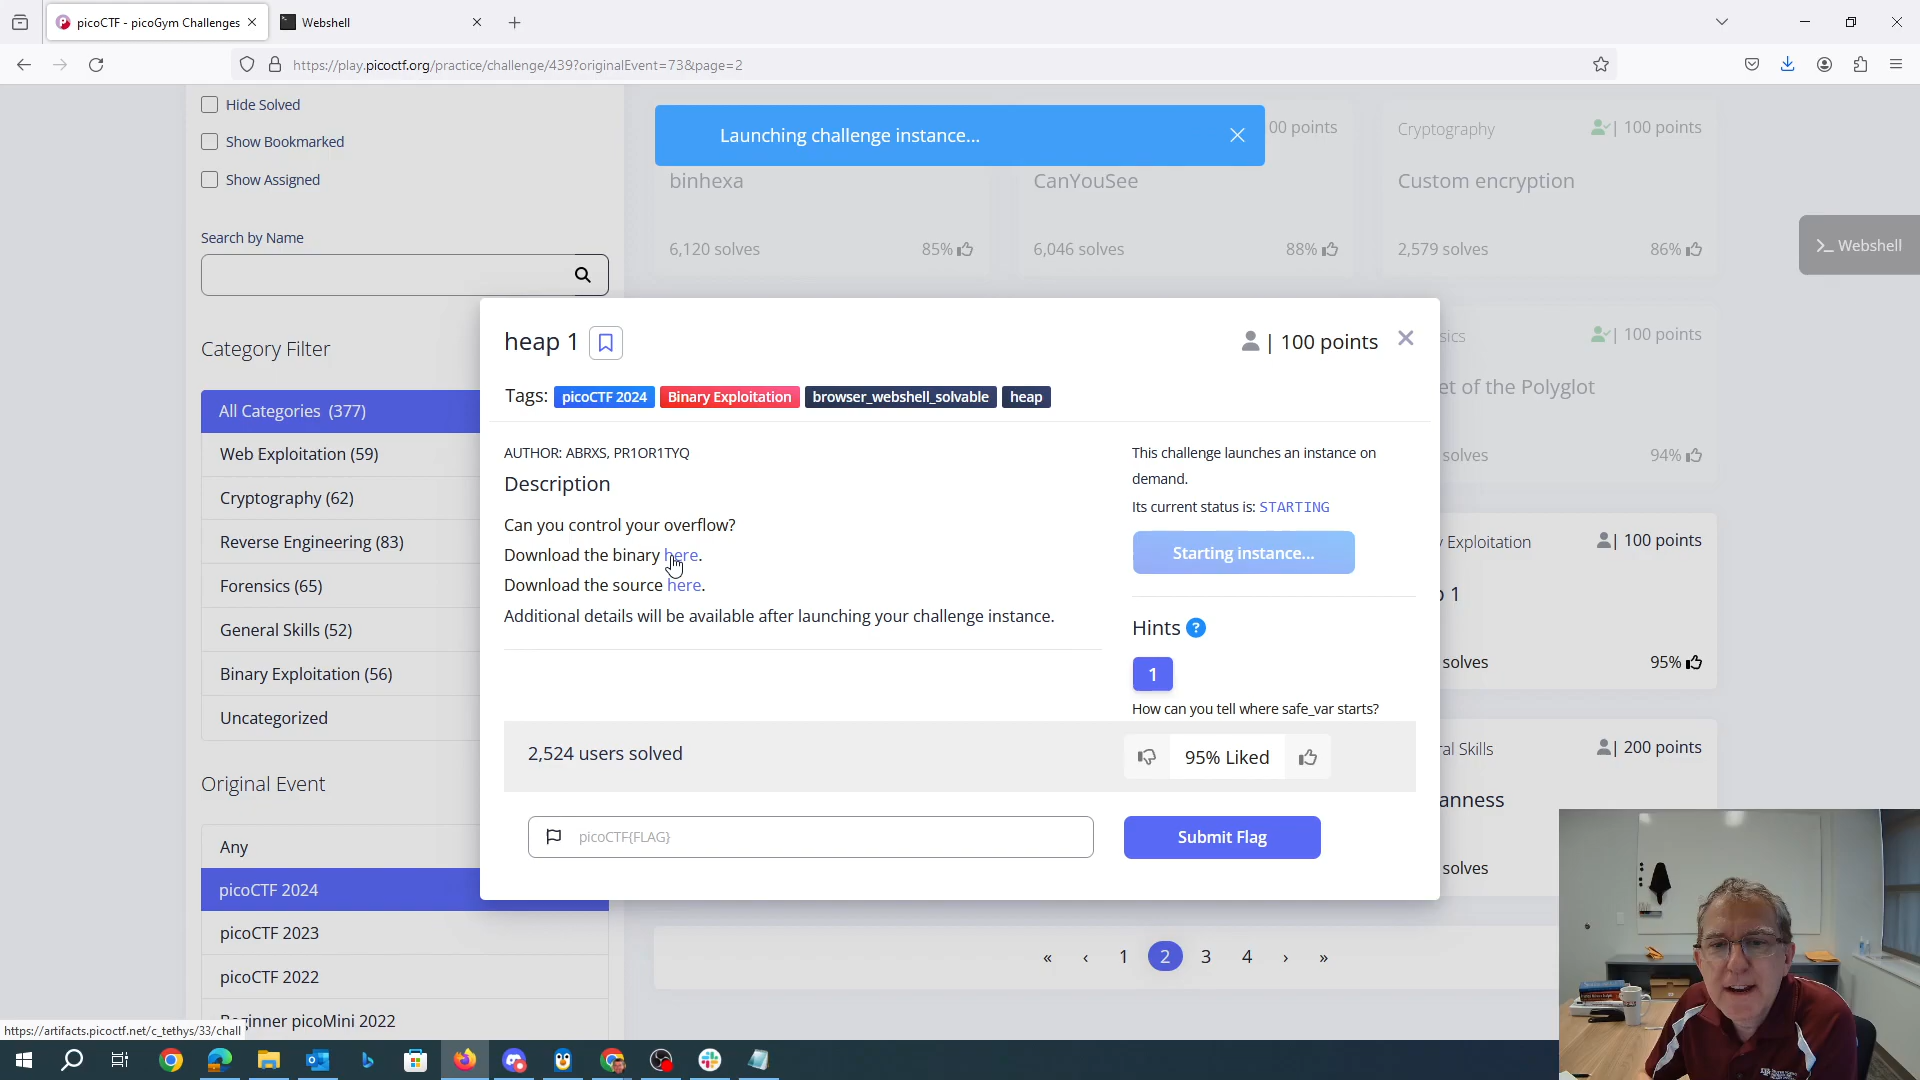 picoCTF - picoGym Challenges
Webshell
https://play.picoctf.org/practice/challenge/439?originalEvent=73&page=2
Hide Solved
Show Bookmarked
Show Assigned
Search by Name
Category Filter
All Categories (377)
Web Exploitation (59)
Cryptography (62)
Reverse Engineering (83)
Forensics (65)
General Skills (52)
Binary Exploitation (56)
Uncategorized
Original Event
Any
picoCTF 2024
picoCTF 2023
picoCTF 2022
Beginner picoMini 2022
https://artifacts.picoctf.net/c_tethys/33/chall
Launching challenge instance...
00 points
binhexa
6,120 solves
85%
CanYouSee
6,046 solves
88%
Cryptography
| 100 points
Custom encryption
2,579 solves
86%
>_ Webshell
heap 1
| 100 points
Tags: picoCTF 2024 Binary Exploitation browser_webshell_solvable heap
AUTHOR: ABRXS, PR1OR1TYQ
Description
Can you control your overflow?
Download the binary here.
Download the source here.
Additional details will be available after launching your challenge instance.
This challenge launches an instance on
demand.
Its current status is: STARTING
Starting instance...
Hints ?
1
How can you tell where safe_var starts?
2,524 users solved
95% Liked
picoCTF{FLAG}
Submit Flag
sics
| 100 points
et of the Polyglot
solves
94%
y Exploitation
| 100 points
p 1
solves
95%
ral Skills
| 200 points
anness
solves
« ‹ 1 2 3 4 › »